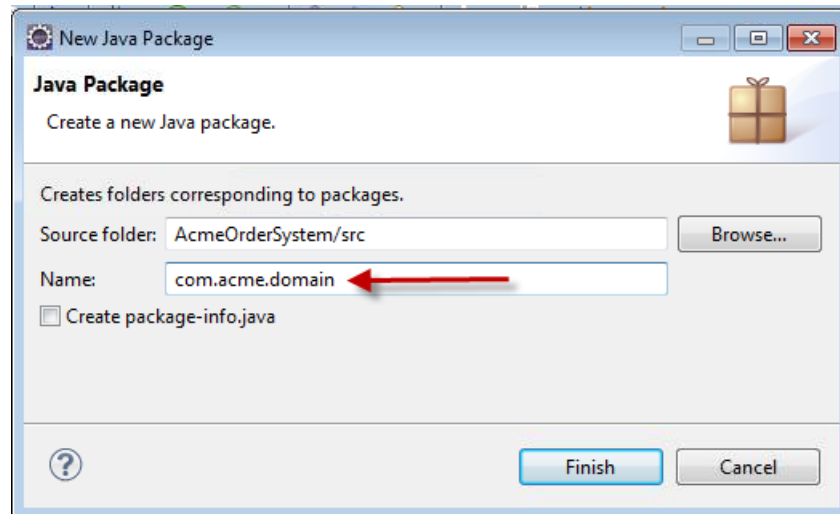 New Java Package
Java Package
Create a new Java package.
Creates folders corresponding to packages.
Source folder: AcmeOrderSystem/src Browse...
Name: com.acme.domain
Create package-info.java
? Finish Cancel